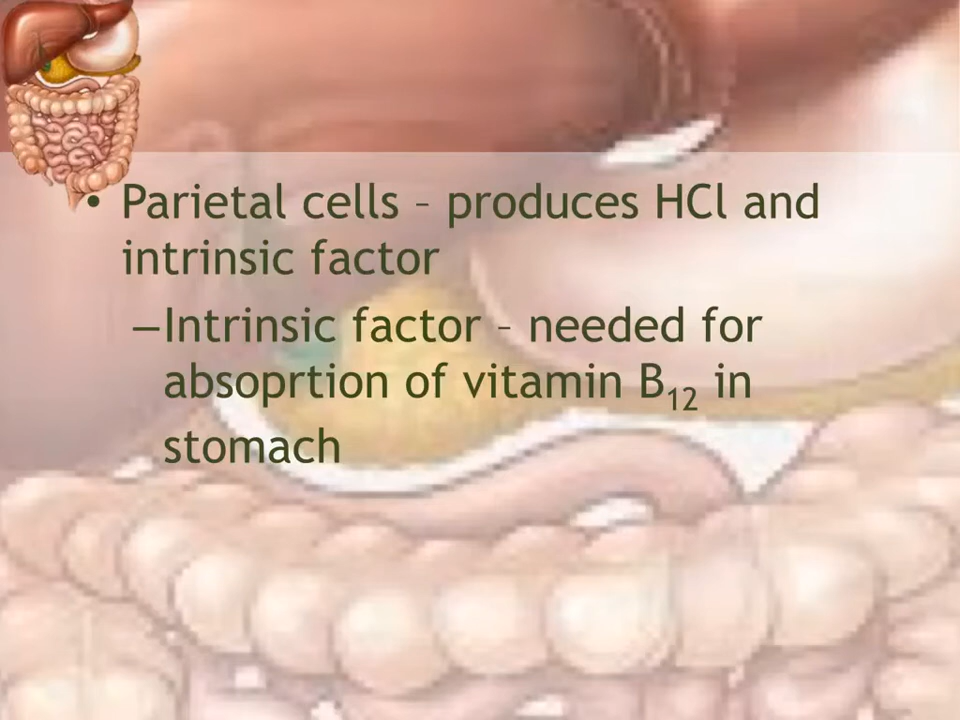 • Parietal cells – produces HCl and
intrinsic factor
–Intrinsic factor – needed for
absoprtion of vitamin B₁₂ in
stomach